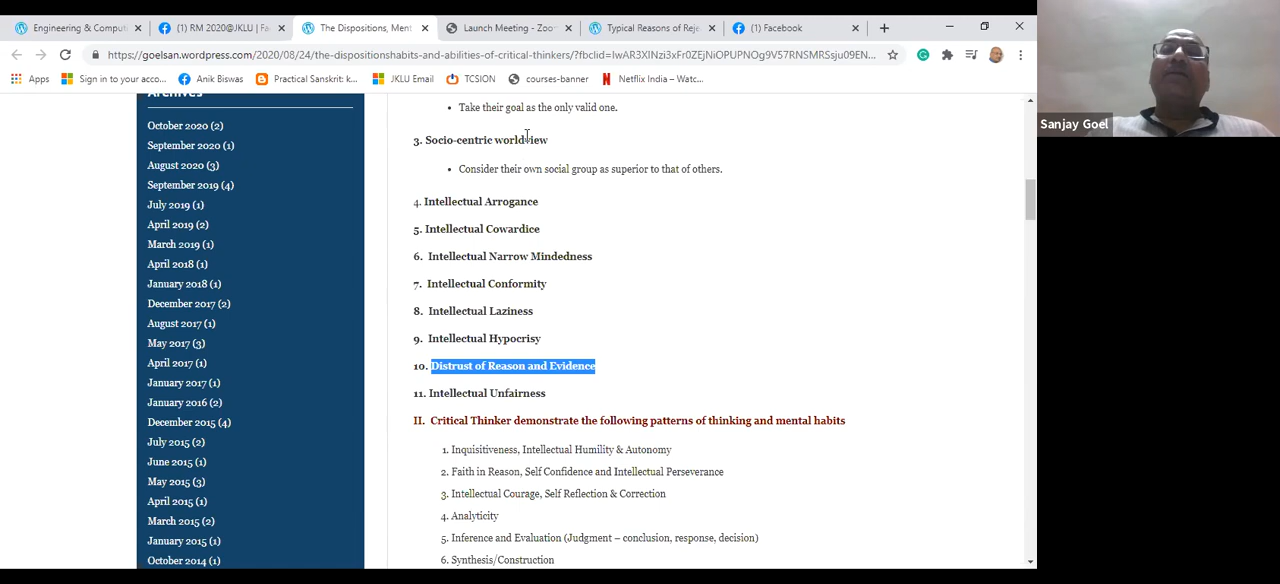 Engineering & Comput
(1) RM 2020@JKLU | Fac
The Dispositions, Ment
Launch Meeting - Zoom
Typical Reasons of Reje
(1) Facebook
https://goelsan.wordpress.com/2020/08/24/the-dispositionshabits-and-abilities-of-critical-thinkers/?fbclid=IwAR3XlNzi3xFr0ZEjNiOPUPNOg9V57RNSMRSsju09EN...
Apps
Sign in to your acco...
Anik Biswas
Practical Sanskrit: k...
JKLU Email
TCSION
courses-banner
Netflix India – Watc...
Archives
October 2020 (2)
September 2020 (1)
August 2020 (3)
September 2019 (4)
July 2019 (1)
April 2019 (2)
March 2019 (1)
April 2018 (1)
January 2018 (1)
December 2017 (2)
August 2017 (1)
May 2017 (3)
April 2017 (1)
January 2017 (1)
January 2016 (2)
December 2015 (4)
July 2015 (2)
June 2015 (1)
May 2015 (3)
April 2015 (1)
March 2015 (2)
January 2015 (1)
October 2014 (1)
• Take their goal as the only valid one.
3. Socio-centric worldview
• Consider their own social group as superior to that of others.
4. Intellectual Arrogance
5. Intellectual Cowardice
6. Intellectual Narrow Mindedness
7. Intellectual Conformity
8. Intellectual Laziness
9. Intellectual Hypocrisy
10. Distrust of Reason and Evidence
11. Intellectual Unfairness
II. Critical Thinker demonstrate the following patterns of thinking and mental habits
1. Inquisitiveness, Intellectual Humility & Autonomy
2. Faith in Reason, Self Confidence and Intellectual Perseverance
3. Intellectual Courage, Self Reflection & Correction
4. Analyticity
5. Inference and Evaluation (Judgment – conclusion, response, decision)
6. Synthesis/Construction
Sanjay Goel